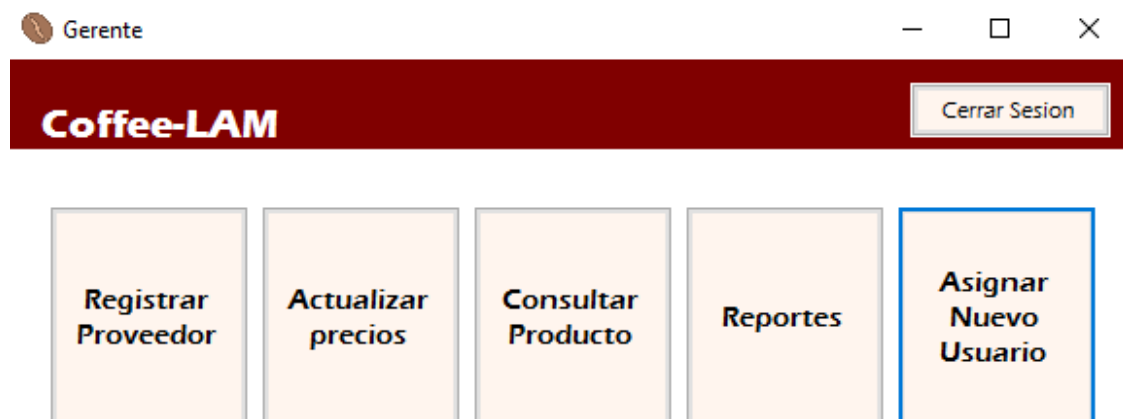 Gerente
Coffee-LAM
Cerrar Sesion
Registrar
Proveedor
Actualizar
precios
Consultar
Producto
Reportes
Asignar
Nuevo
Usuario